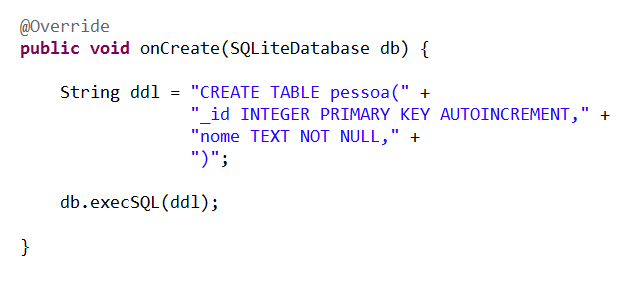 @Override
public void onCreate(SQLiteDatabase db) {
String ddl = "CREATE TABLE pessoa(" +
"_id INTEGER PRIMARY KEY AUTOINCREMENT," +
"nome TEXT NOT NULL," +
")";
db.execSQL(ddl);
}